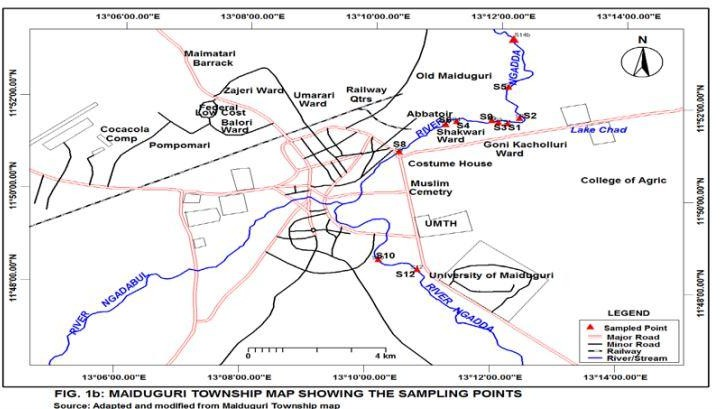 13°06'00.00"E 13°08'00.00"E 13°10'00.00"E 13°12'00.00"E 13°14'00.00"E
S14b
N
Maimatari
Barrack
NGADDA
Old Maiduguri
S5
11°52'00.00"N
Zajeri Ward
Umarari
Ward
Railway
Qtrs
Federal
Low Cost
Balori
Ward
Abbatoir
S4
S9
S2
S3
S1
11°52'00.00"N
RIVER
Shakwari
Ward
Lake Chad
Cocacola
Comp
Pompomari
S8
Goni Kacholluri
Ward
Costume House
11°50'00.00"N
Muslim
Cemetry
College of Agric
11°50'00.00"N
UMTH
S10
S12
University of Maiduguri
11°48'00.00"N
11°48'00.00"N
RIVER NGADABUL
RIVER NGADDA
LEGEND
Sampled Point
Major Road
Minor Road
Railway
River/Stream
0 4 km
13°06'00.00"E 13°08'00.00"E 13°10'00.00"E 13°12'00.00"E 13°14'00.00"E
FIG. 1b: MAIDUGURI TOWNSHIP MAP SHOWING THE SAMPLING POINTS
Source: Adapted and modified from Maiduguri Township map